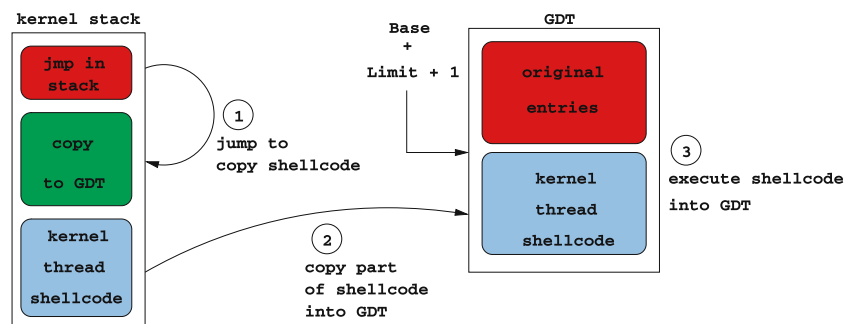 kernel stack
jmp in
stack
copy
to GDT
kernel
thread
shellcode
1
jump to
copy shellcode
2
copy part
of shellcode
into GDT
Base
+
Limit + 1
GDT
original
entries
kernel
thread
shellcode
3
execute shellcode
into GDT